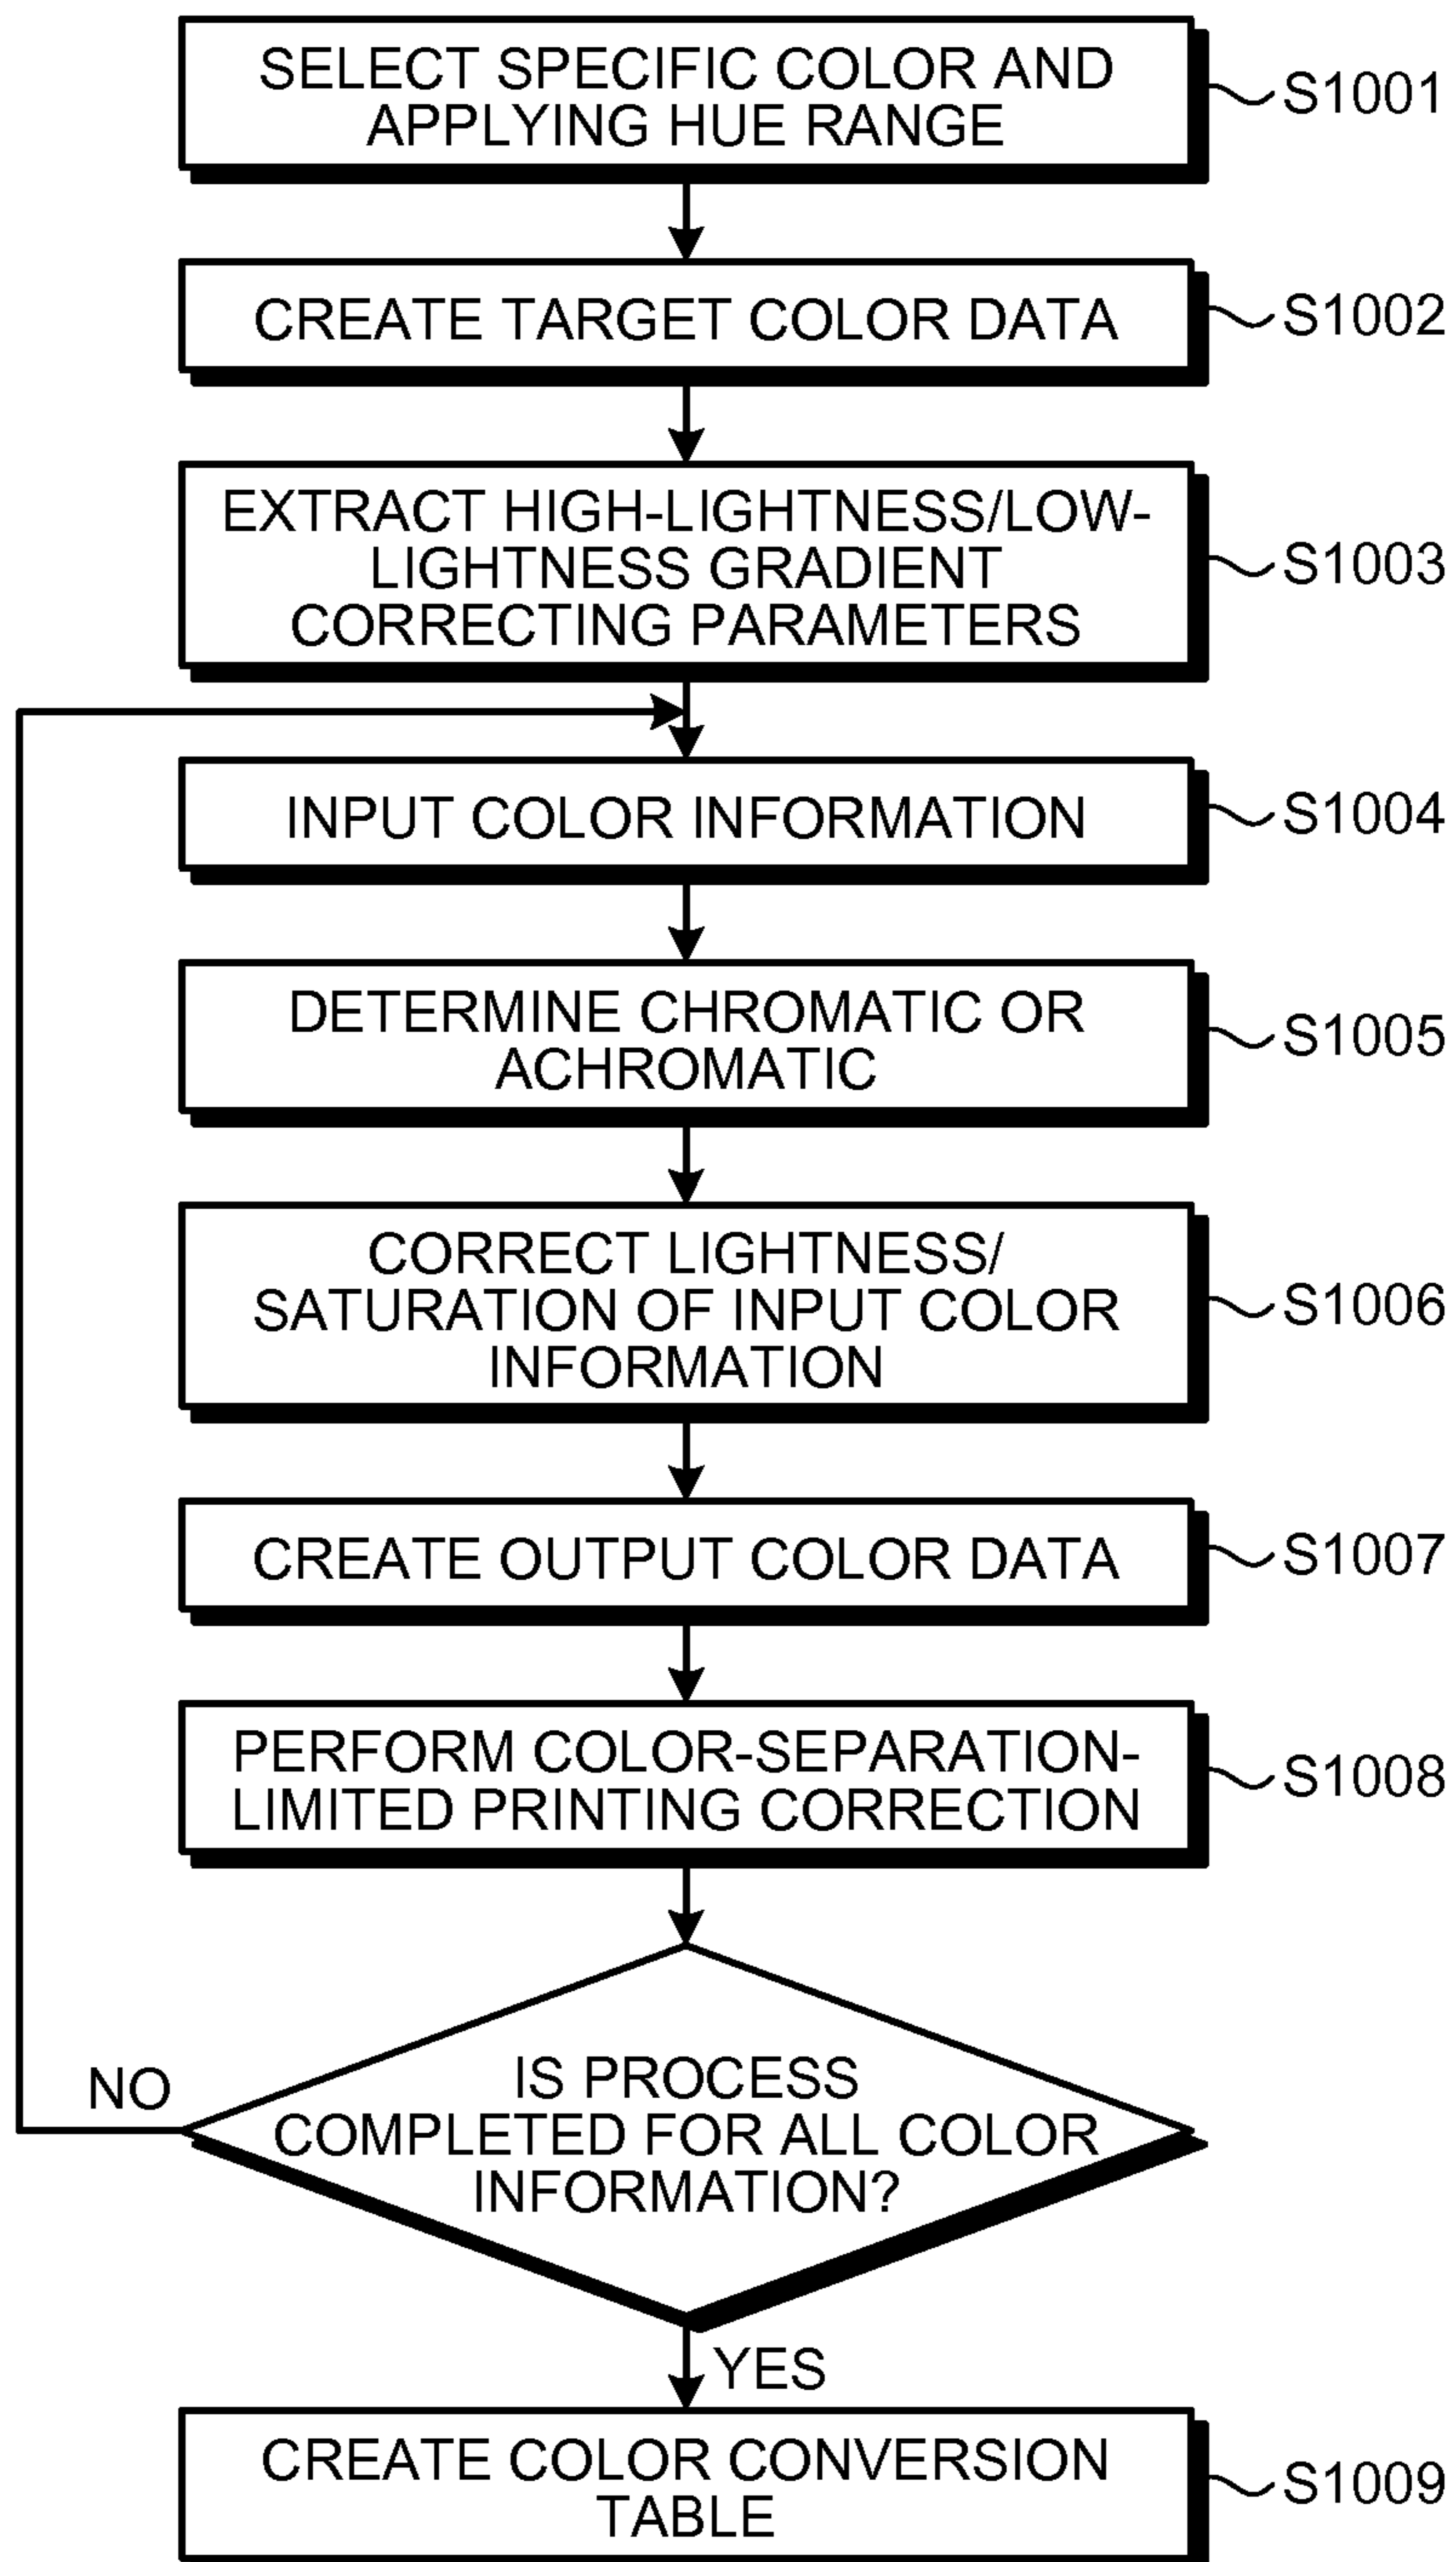 SELECT SPECIFIC COLOR AND
APPLYING HUE RANGE
S1001
CREATE TARGET COLOR DATA
S1002
EXTRACT HIGH-LIGHTNESS/LOW-
LIGHTNESS GRADIENT
CORRECTING PARAMETERS
S1003
INPUT COLOR INFORMATION
S1004
DETERMINE CHROMATIC OR
ACHROMATIC
S1005
CORRECT LIGHTNESS/
SATURATION OF INPUT COLOR
INFORMATION
S1006
CREATE OUTPUT COLOR DATA
S1007
PERFORM COLOR-SEPARATION-
LIMITED PRINTING CORRECTION
S1008
NO
IS PROCESS
COMPLETED FOR ALL COLOR
INFORMATION?
YES
CREATE COLOR CONVERSION
TABLE
S1009